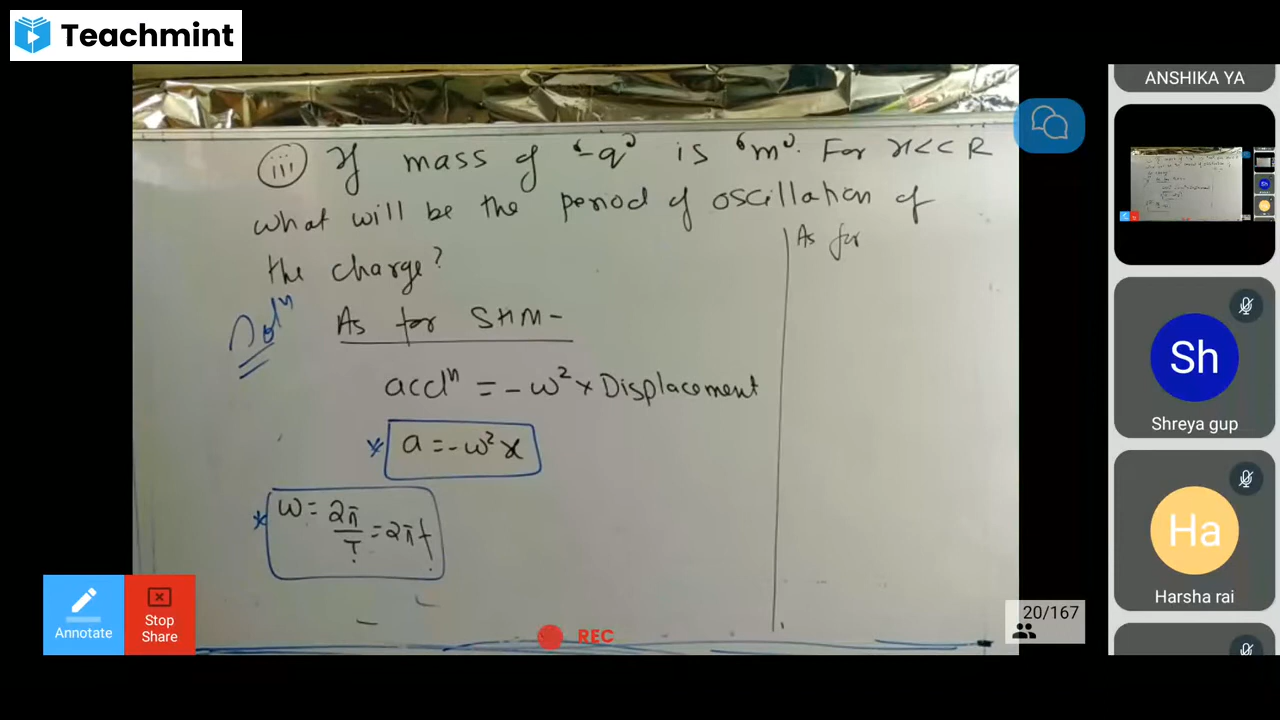 Teachmint
ANSHIKA YA
(iii) If mass of '-q' is 'm'. For x<< R
what will be the period of oscillation of
the charge?
Solⁿ
As for SHM-
accⁿ = - ω² × Displacement
* a = -ω² x
* ω = 2π/T = 2πf
As for
Sh
Shreya gup
Ha
Harsha rai
Annotate
Stop
Share
REC
20/167